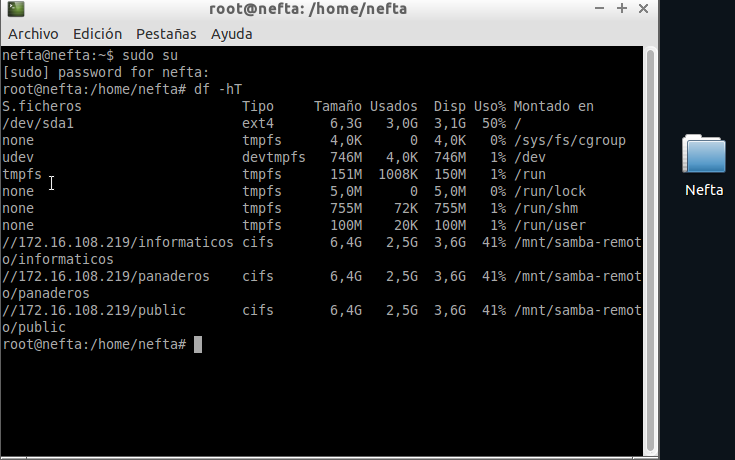 root@nefta: /home/nefta
Archivo Edición Pestañas Ayuda
nefta@nefta:~$ sudo su
[sudo] password for nefta:
root@nefta:/home/nefta# df -hT
S.ficheros Tipo Tamaño Usados Disp Uso% Montado en
/dev/sda1 ext4 6,3G 3,0G 3,1G 50% /
none tmpfs 4,0K 0 4,0K 0% /sys/fs/cgroup
udev devtmpfs 746M 4,0K 746M 1% /dev
tmpfs tmpfs 151M 1008K 150M 1% /run
none tmpfs 5,0M 0 5,0M 0% /run/lock
none tmpfs 755M 72K 755M 1% /run/shm
none tmpfs 100M 20K 100M 1% /run/user
//172.16.108.219/informaticos cifs 6,4G 2,5G 3,6G 41% /mnt/samba-remot
o/informaticos
//172.16.108.219/panaderos cifs 6,4G 2,5G 3,6G 41% /mnt/samba-remot
o/panaderos
//172.16.108.219/public cifs 6,4G 2,5G 3,6G 41% /mnt/samba-remot
o/public
root@nefta:/home/nefta#
Nefta